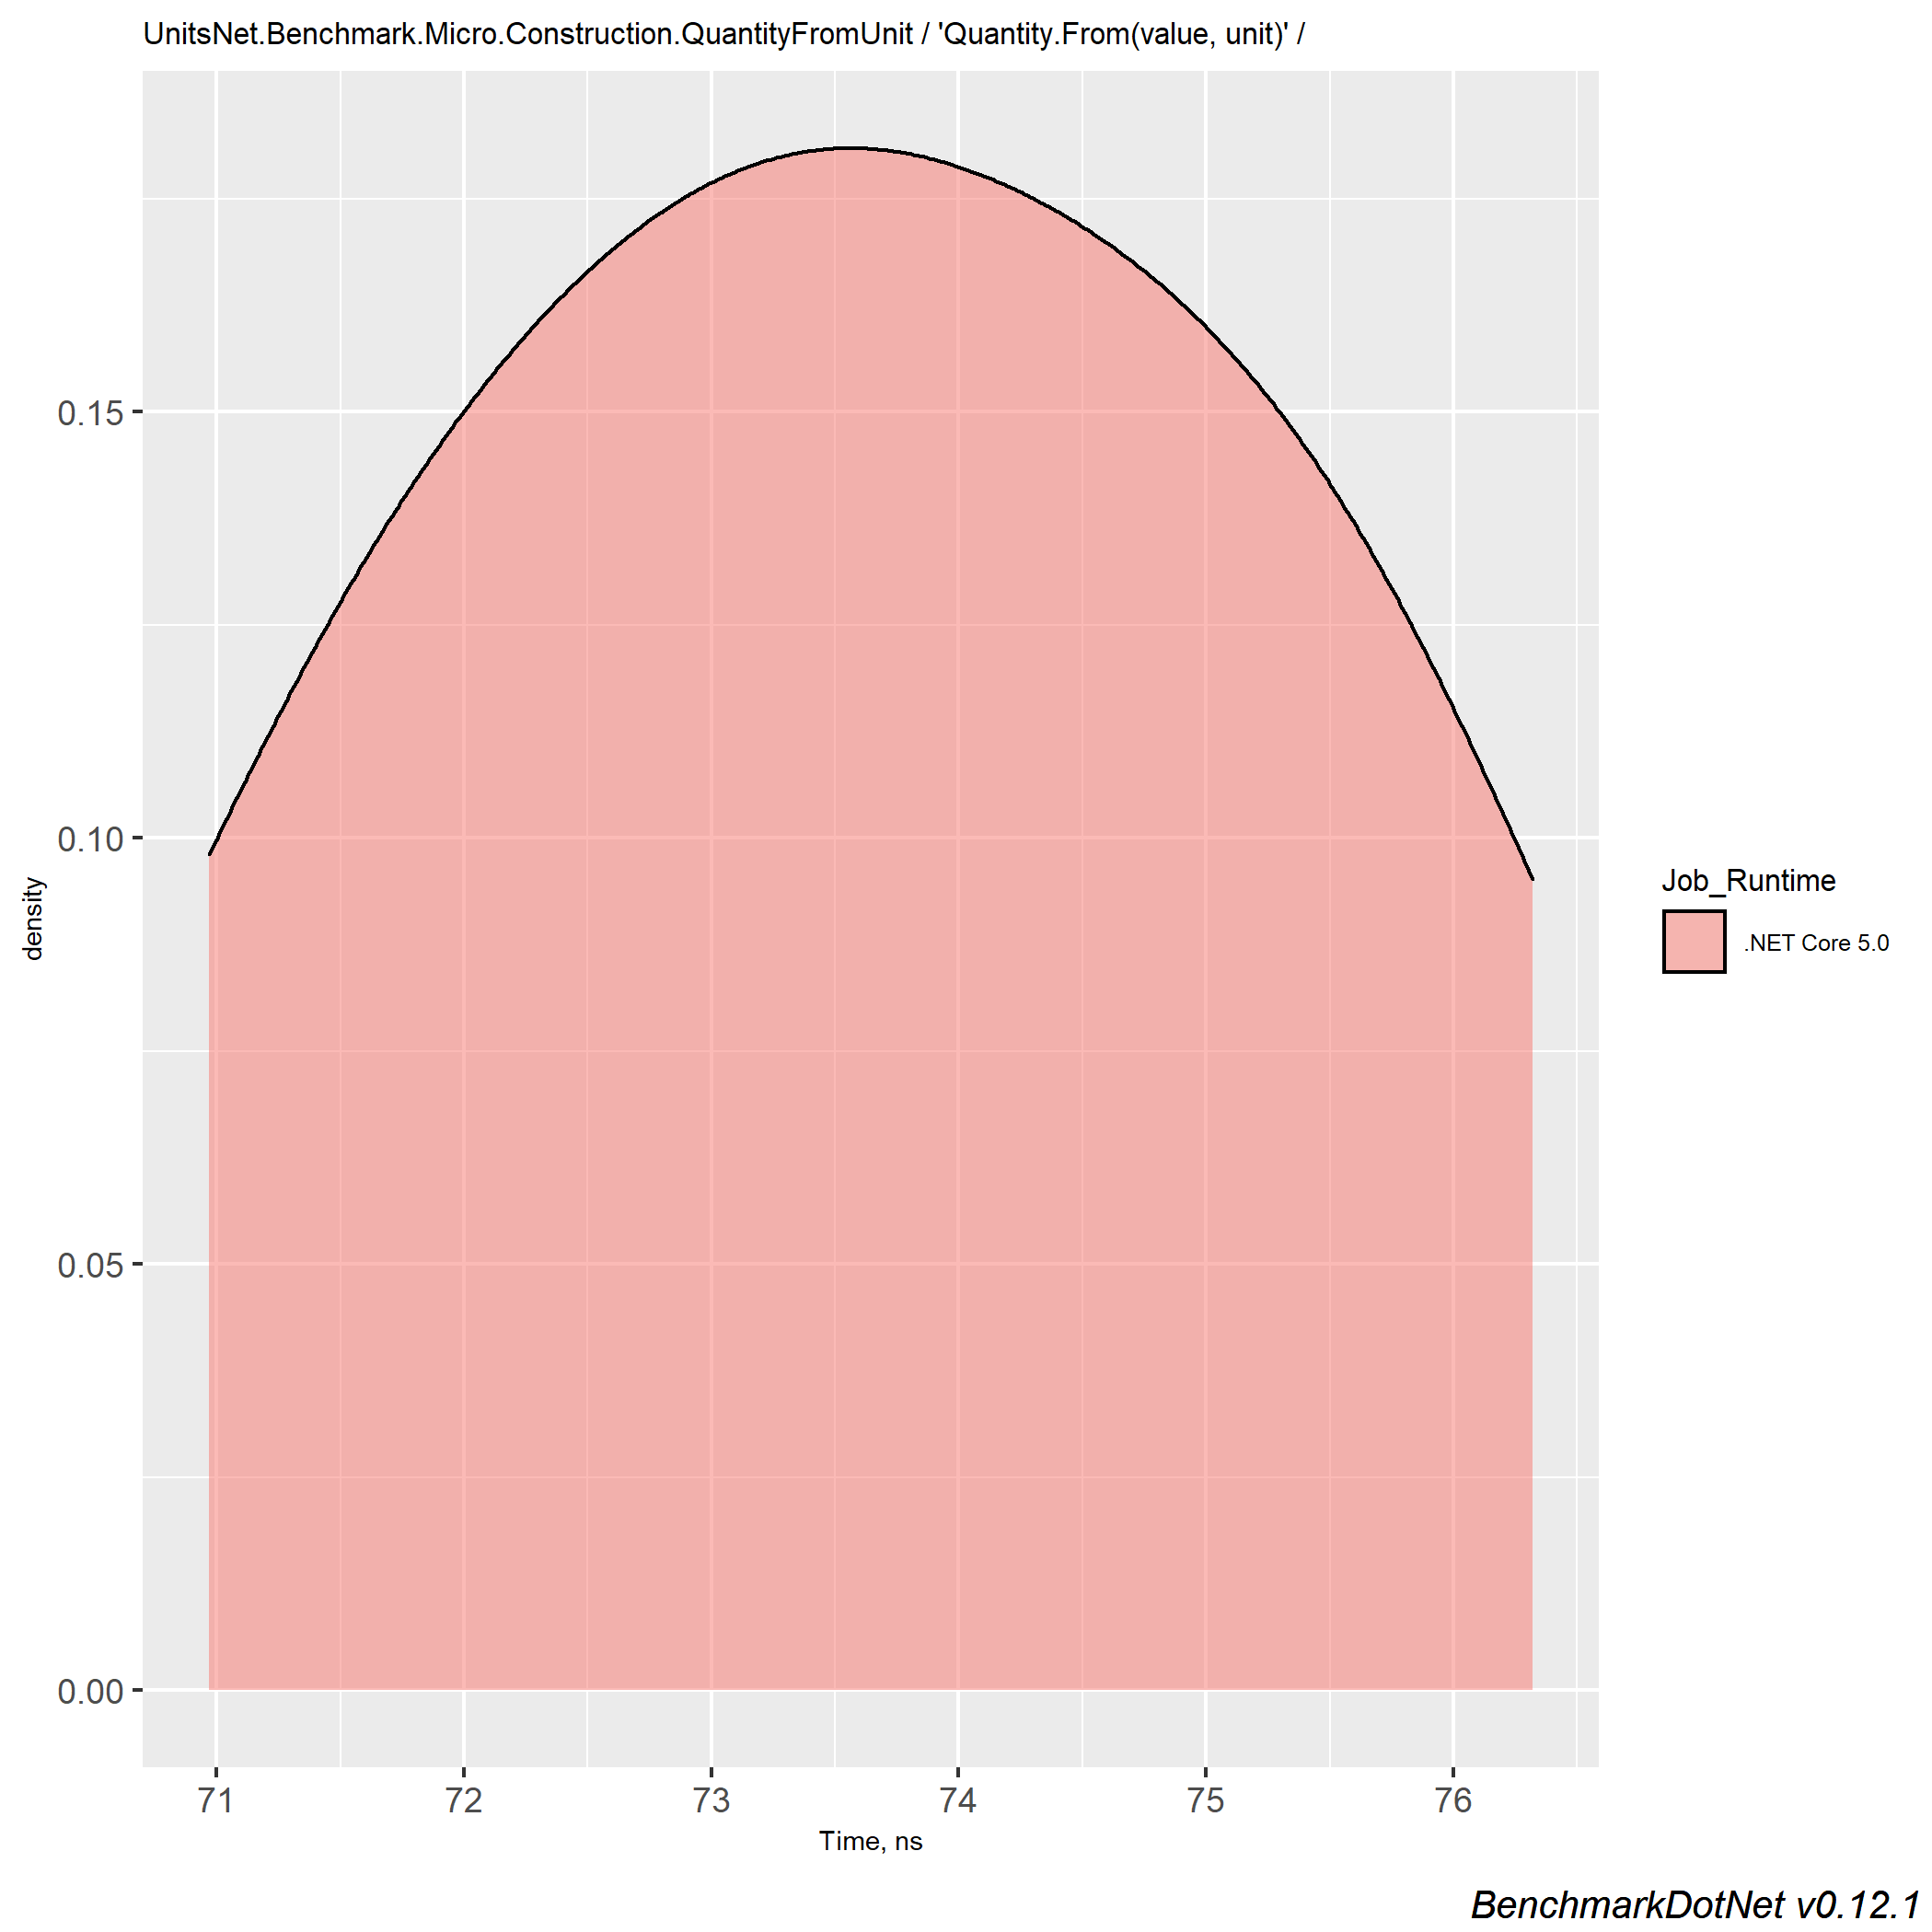 UnitsNet.Benchmark.Micro.Construction.QuantityFromUnit / 'Quantity.From(value, unit)' /
0.15
0.10
0.05
0.00
density
71 72 73 74 75 76
Time, ns
Job_Runtime
.NET Core 5.0
BenchmarkDotNet v0.12.1